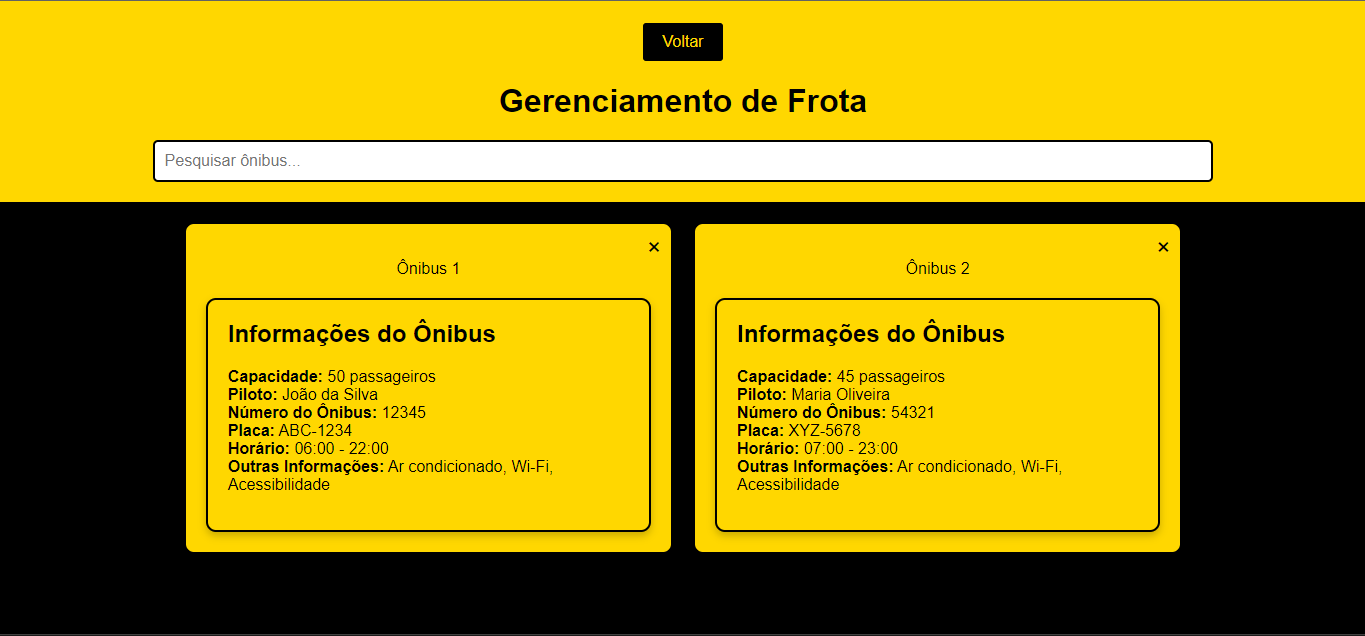 Voltar
Gerenciamento de Frota
Pesquisar ônibus...
×
Ônibus 1
Informações do Ônibus
Capacidade: 50 passageiros
Piloto: João da Silva
Número do Ônibus: 12345
Placa: ABC-1234
Horário: 06:00 - 22:00
Outras Informações: Ar condicionado, Wi-Fi,
Acessibilidade
×
Ônibus 2
Informações do Ônibus
Capacidade: 45 passageiros
Piloto: Maria Oliveira
Número do Ônibus: 54321
Placa: XYZ-5678
Horário: 07:00 - 23:00
Outras Informações: Ar condicionado, Wi-Fi,
Acessibilidade